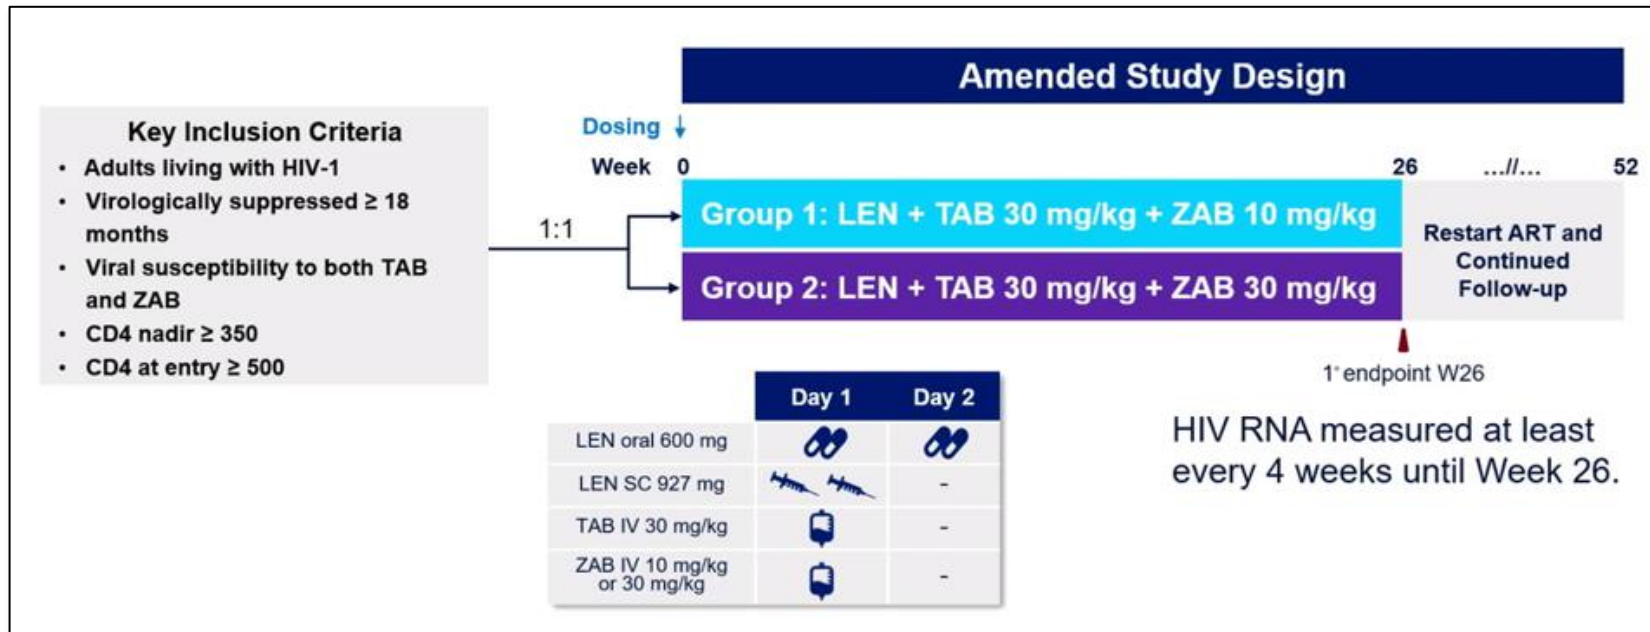 Amended Study Design
Key Inclusion Criteria
• Adults living with HIV-1
• Virologically suppressed ≥ 18
months
• Viral susceptibility to both TAB
and ZAB
• CD4 nadir ≥ 350
• CD4 at entry ≥ 500
1:1
Dosing
Week 0 26 ...//... 52
Group 1: LEN + TAB 30 mg/kg + ZAB 10 mg/kg
Group 2: LEN + TAB 30 mg/kg + ZAB 30 mg/kg
Restart ART and
Continued
Follow-up
1° endpoint W26
HIV RNA measured at least
every 4 weeks until Week 26.
Day 1 Day 2
LEN oral 600 mg
LEN SC 927 mg -
TAB IV 30 mg/kg -
ZAB IV 10 mg/kg
or 30 mg/kg -